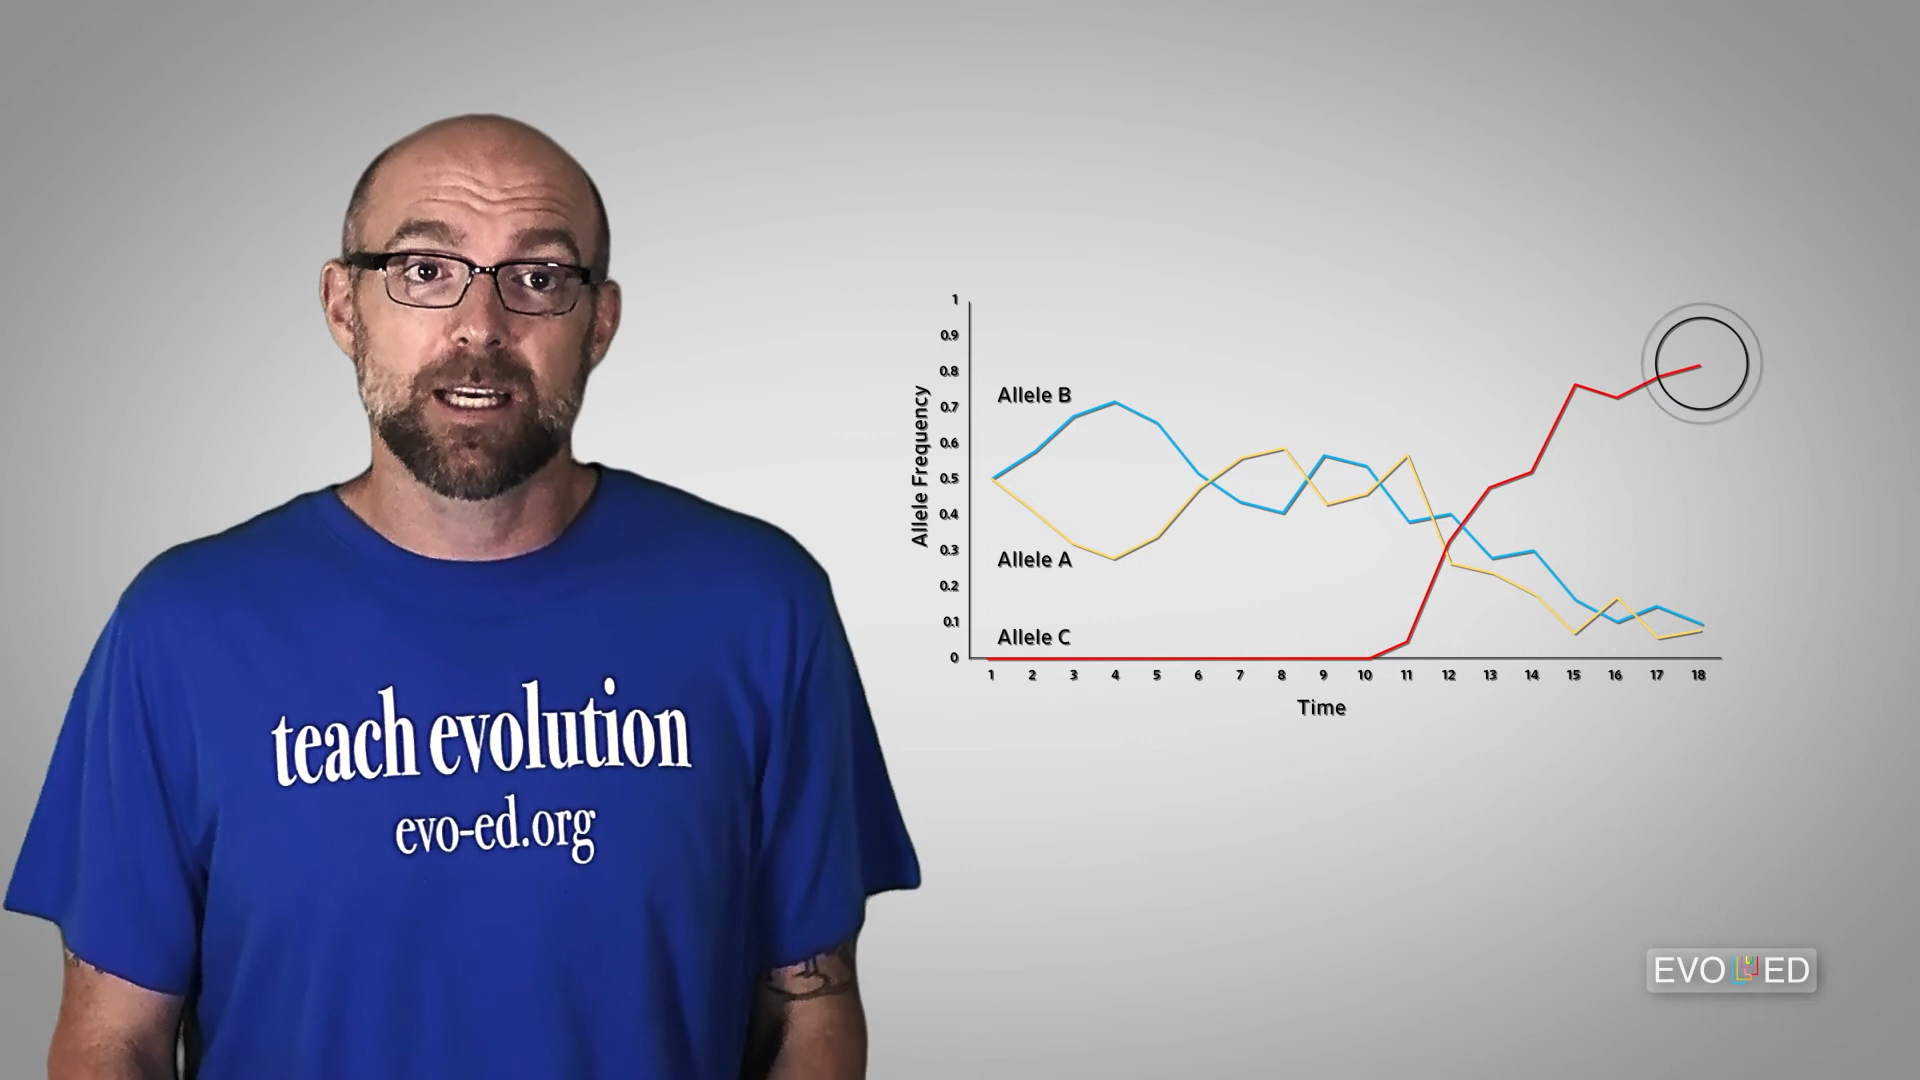 teach evolution
evo-ed.org
1
0.9
0.8
0.7
0.6
0.5
0.4
0.3
0.2
0.1
0
Allele Frequency
Allele B
Allele A
Allele C
1 2 3 4 5 6 7 8 9 10 11 12 13 14 15 16 17 18
Time
EVO ED